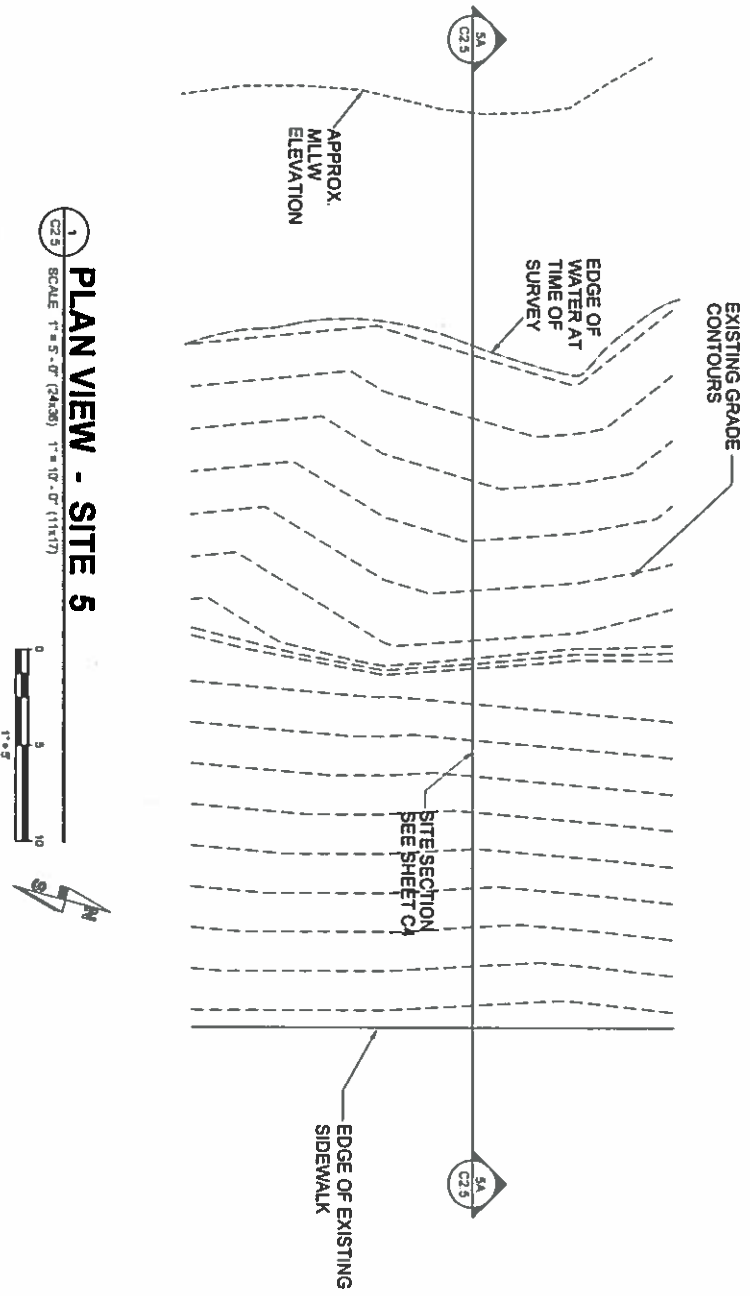 5A
C2.5
APPROX.
MLLW
ELEVATION
EDGE OF
WATER AT
TIME OF
SURVEY
EXISTING GRADE
CONTOURS
SITE SECTION
SEE SHEET C4
EDGE OF EXISTING
SIDEWALK
5A
C2.5
1
C2.5
PLAN VIEW - SITE 5
SCALE 1" = 5' - 0" (24x36) 1" = 10' - 0" (11x17)
0 5 10
1" = 5'
S N